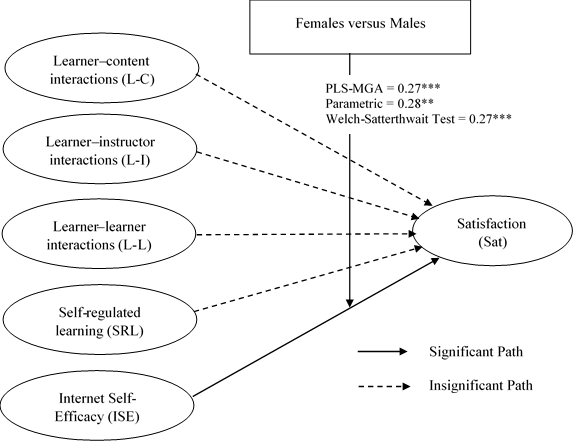 Females versus Males
PLS-MGA = 0.27***
Parametric = 0.28**
Welch-Satterthwait Test = 0.27***
Learner–content
interactions (L-C)
Learner–instructor
interactions (L-I)
Learner–learner
interactions (L-L)
Self-regulated
learning (SRL)
Internet Self-
Efficacy (ISE)
Satisfaction
(Sat)
Significant Path
Insignificant Path